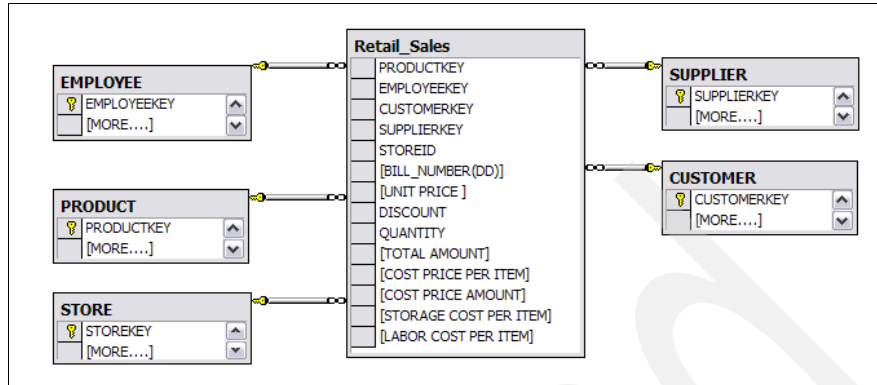 EMPLOYEE
EMPLOYEEKEY
[MORE....]
PRODUCT
PRODUCTKEY
[MORE....]
STORE
STOREKEY
[MORE....]
Retail_Sales
PRODUCTKEY
EMPLOYEEKEY
CUSTOMERKEY
SUPPLIERKEY
STOREID
[BILL_NUMBER(DD)]
[UNIT PRICE ]
DISCOUNT
QUANTITY
[TOTAL AMOUNT]
[COST PRICE PER ITEM]
[COST PRICE AMOUNT]
[STORAGE COST PER ITEM]
[LABOR COST PER ITEM]
SUPPLIER
SUPPLIERKEY
[MORE....]
CUSTOMER
CUSTOMERKEY
[MORE....]